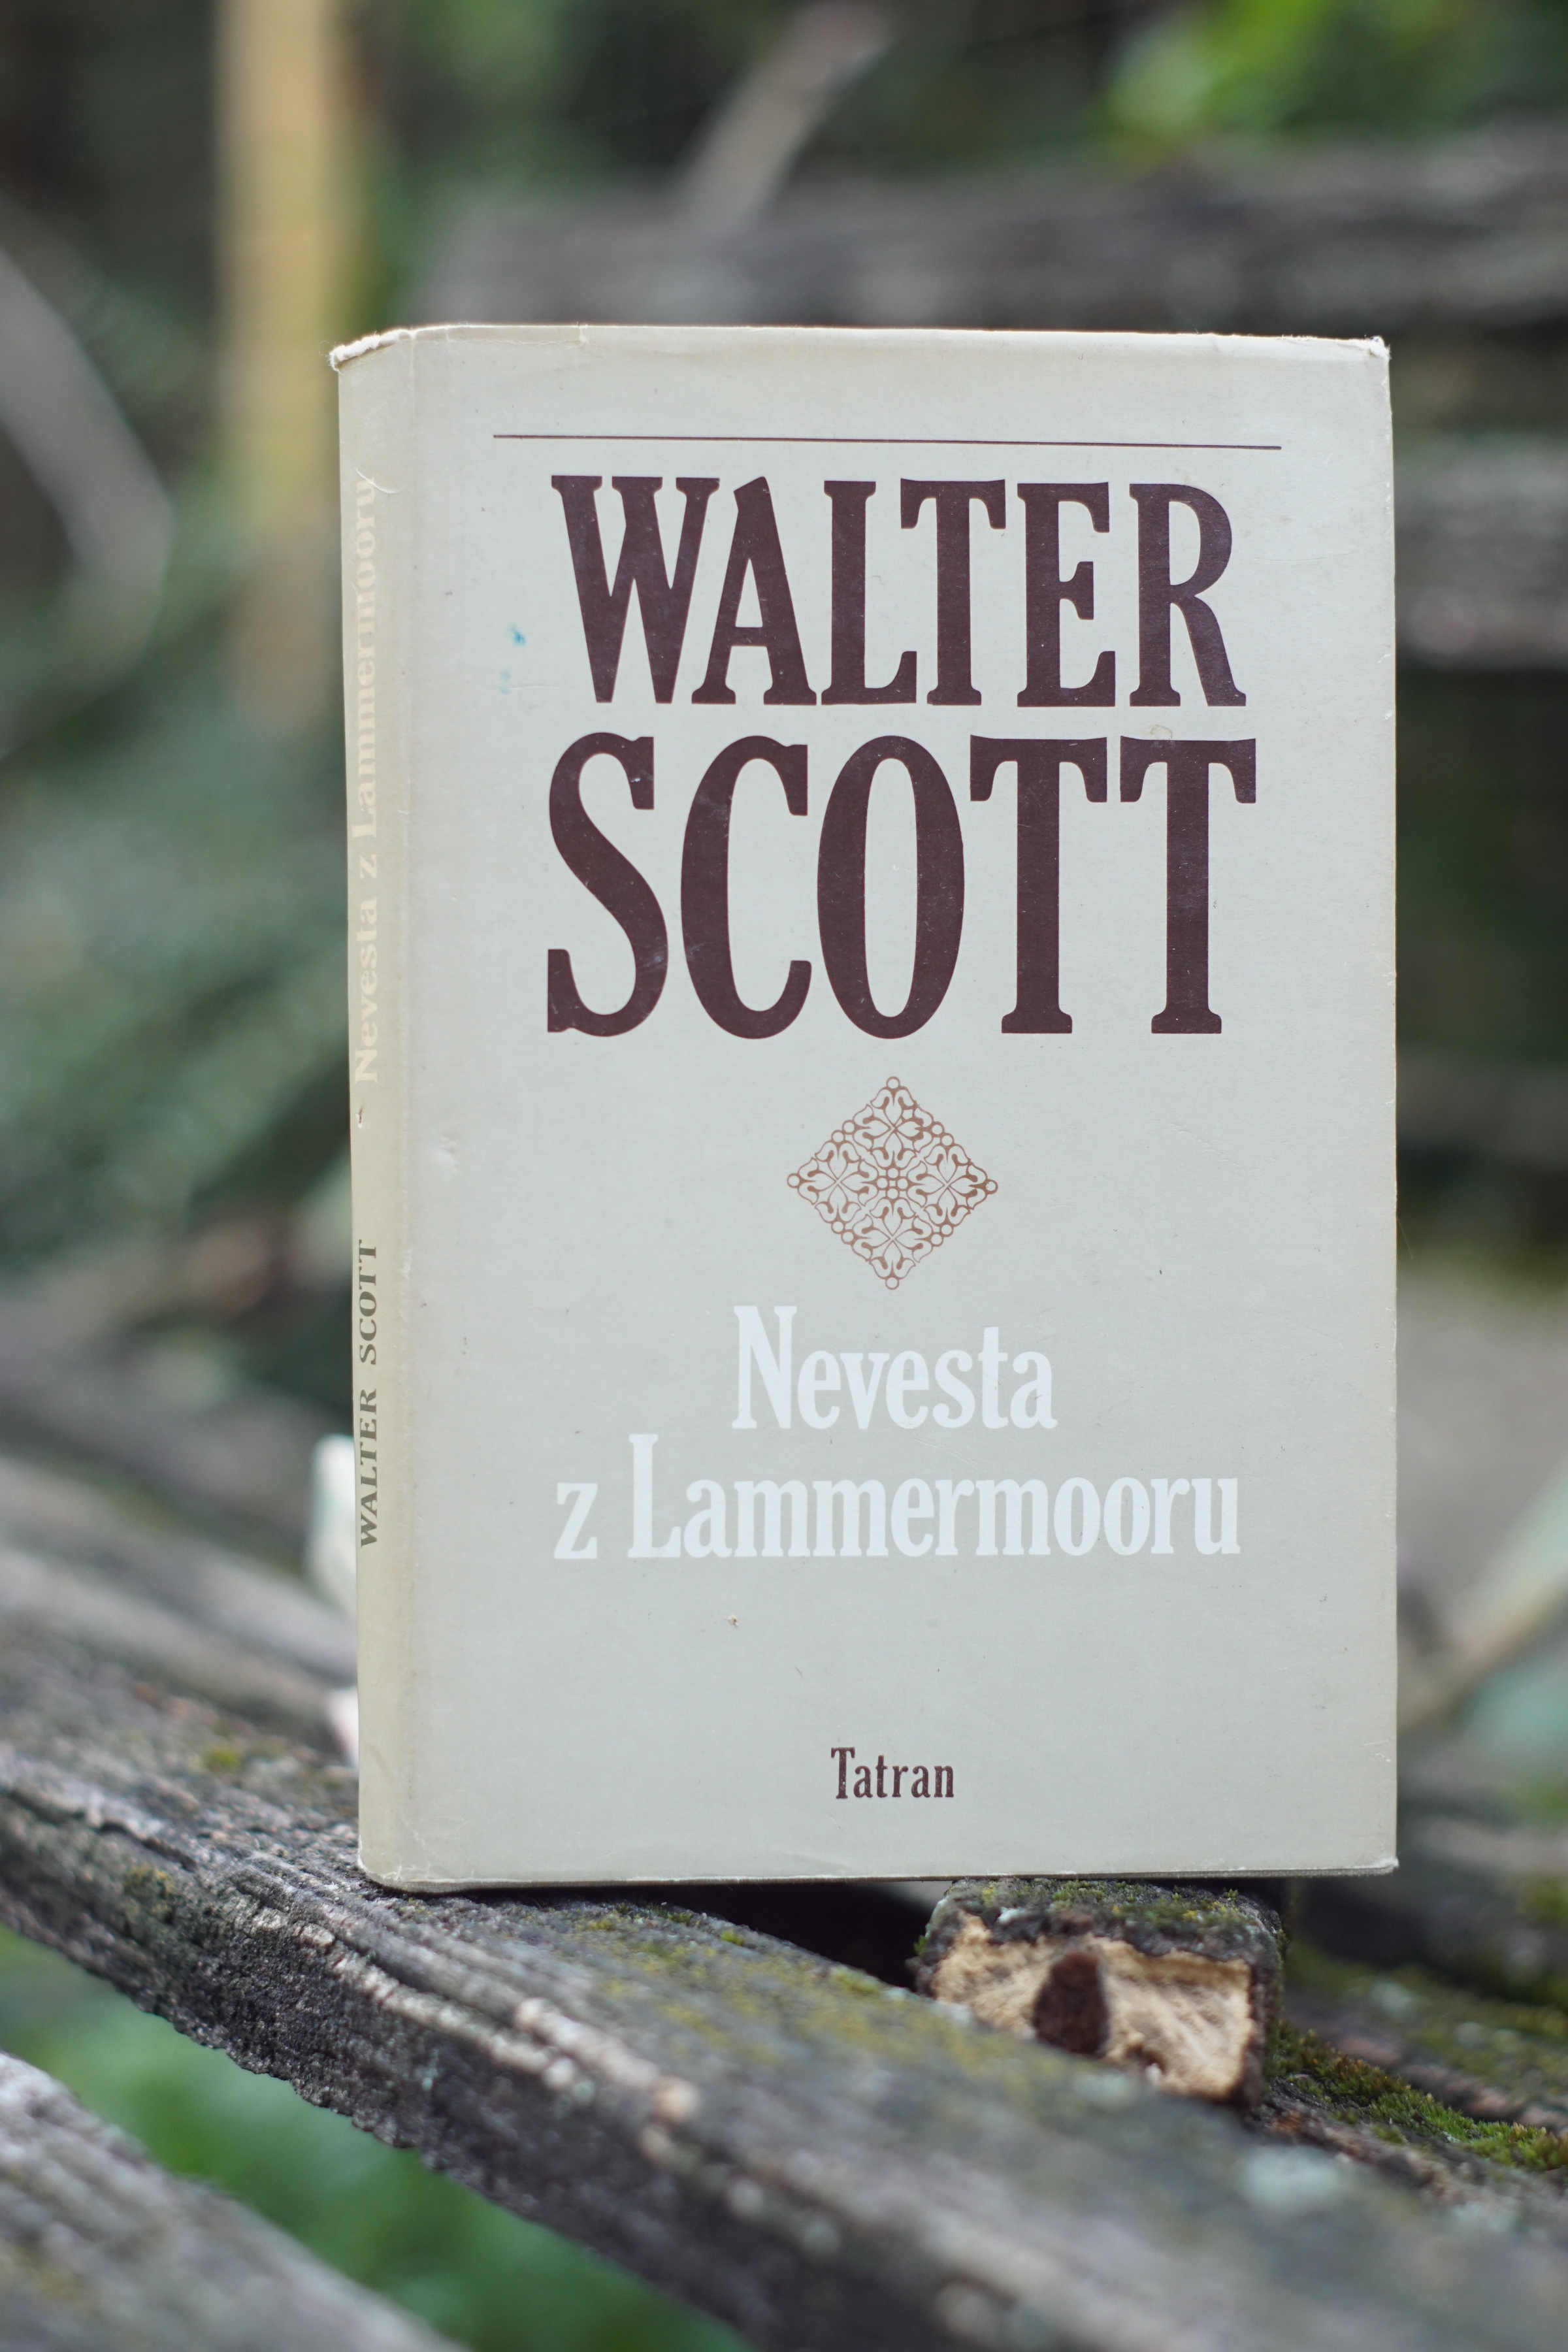 WALTER
SCOTT
Nevesta
z Lammermooru
Tatran
WALTER SCOTT Nevesta z Lammermooru